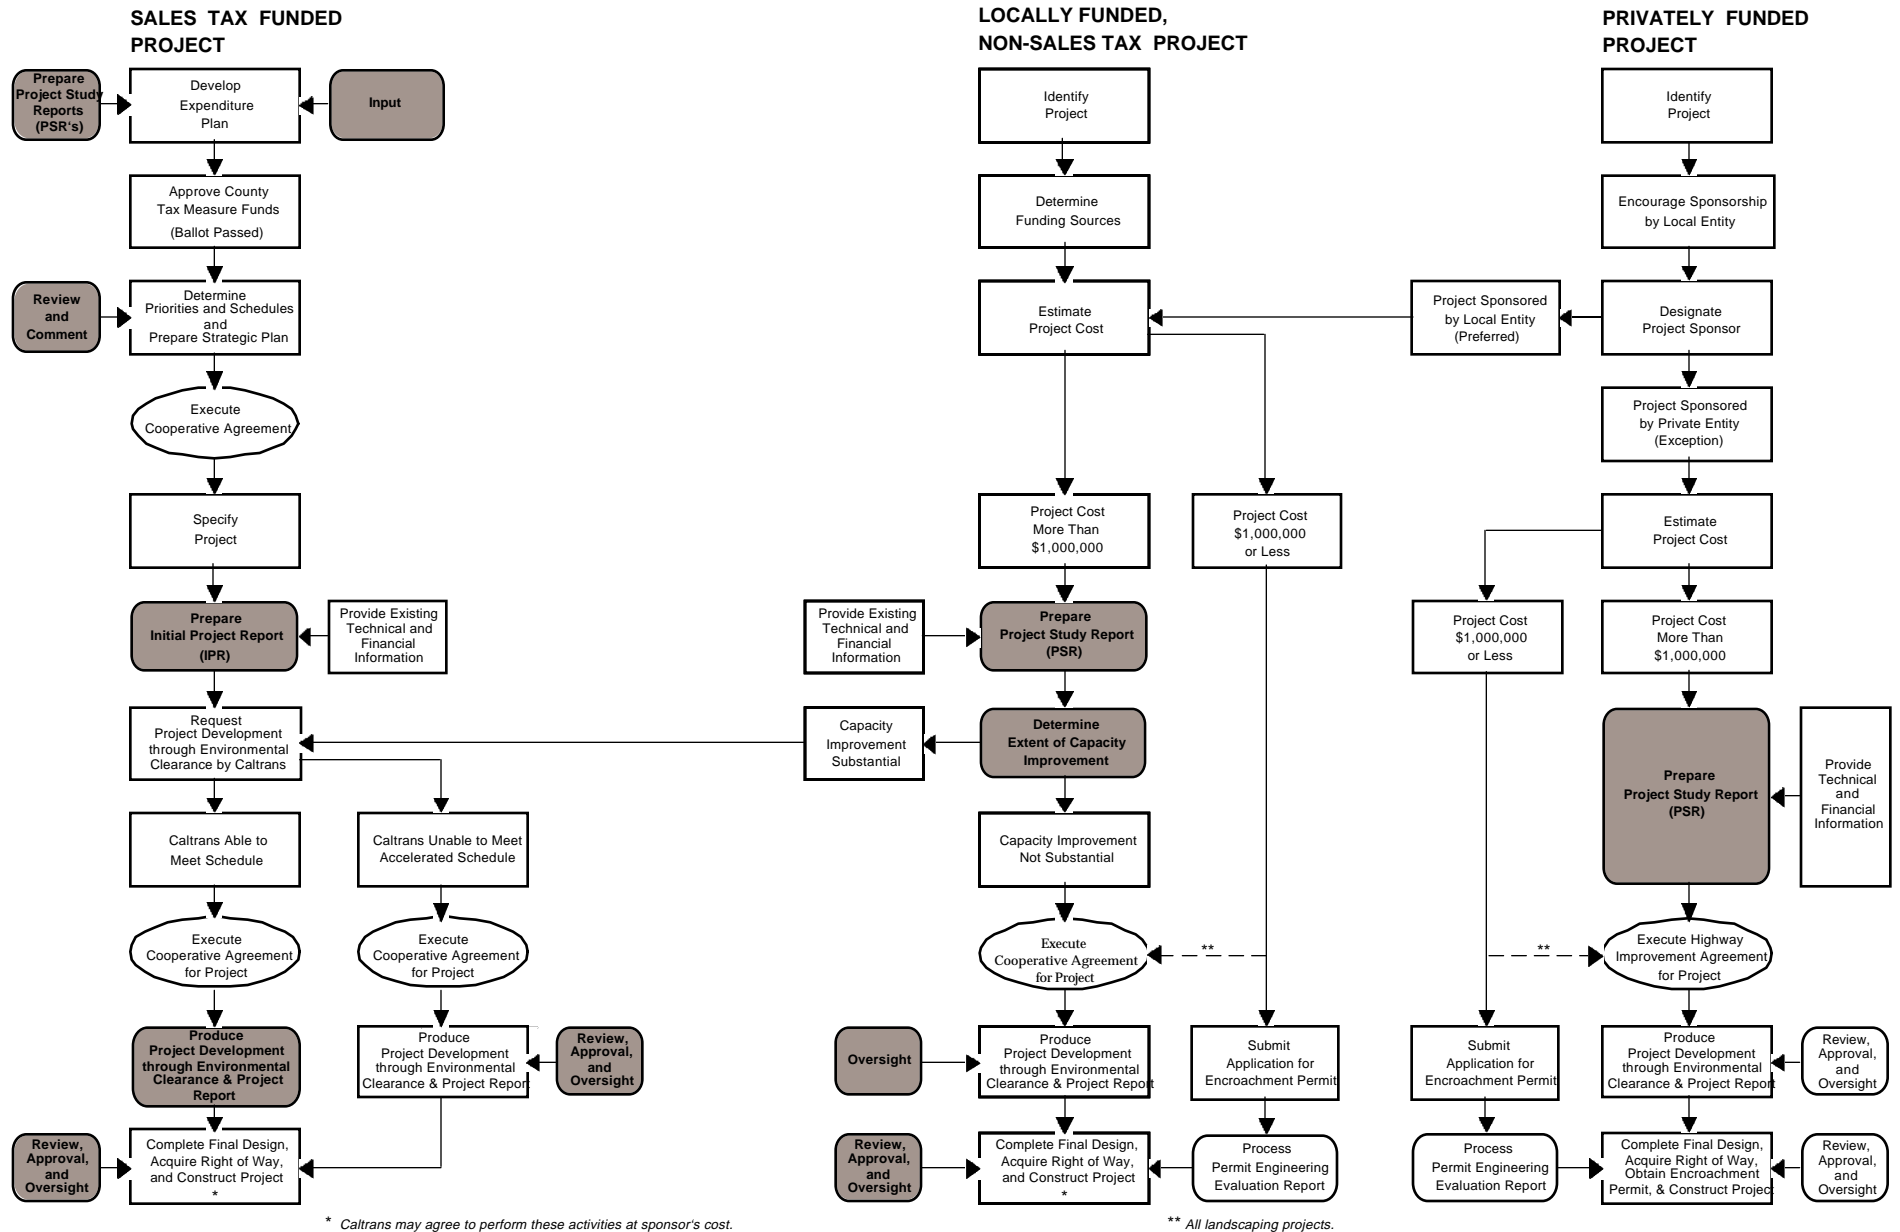 SALES TAX FUNDED
PROJECT
Prepare
Project Study
Reports
(PSR's)
Develop
Expenditure
Plan
Input
Approve County
Tax Measure Funds
(Ballot Passed)
Review
and
Comment
Determine
Priorities and Schedules
and
Prepare Strategic Plan
Execute
Cooperative Agreement
Specify
Project
Prepare
Initial Project Report
(IPR)
Provide Existing
Technical and
Financial
Information
Request
Project Development
through Environmental
Clearance by Caltrans
Caltrans Able to
Meet Schedule
Caltrans Unable to Meet
Accelerated Schedule
Execute
Cooperative Agreement
for Project
Execute
Cooperative Agreement
for Project
Produce
Project Development
through Environmental
Clearance & Project
Report
Produce
Project Development
through Environmental
Clearance & Project Report
Review,
Approval,
and
Oversight
Review,
Approval,
and
Oversight
Complete Final Design,
Acquire Right of Way,
and Construct Project
*
* Caltrans may agree to perform these activities at sponsor's cost.
LOCALLY FUNDED,
NON-SALES TAX PROJECT
Identify
Project
Determine
Funding Sources
Estimate
Project Cost
Project Cost
More Than
$1,000,000
Project Cost
$1,000,000
or Less
Provide Existing
Technical and
Financial
Information
Prepare
Project Study Report
(PSR)
Capacity
Improvement
Substantial
Determine
Extent of Capacity
Improvement
Capacity Improvement
Not Substantial
Execute
Cooperative Agreement
for Project
**
Oversight
Produce
Project Development
through Environmental
Clearance & Project Report
Submit
Application for
Encroachment Permit
Review,
Approval,
and
Oversight
Complete Final Design,
Acquire Right of Way,
and Construct Project
*
Process
Permit Engineering
Evaluation Report
** All landscaping projects.
PRIVATELY FUNDED
PROJECT
Identify
Project
Encourage Sponsorship
by Local Entity
Project Sponsored
by Local Entity
(Preferred)
Designate
Project Sponsor
Project Sponsored
by Private Entity
(Exception)
Estimate
Project Cost
Project Cost
$1,000,000
or Less
Project Cost
More Than
$1,000,000
Prepare
Project Study Report
(PSR)
Provide
Technical
and
Financial
Information
**
Execute Highway
Improvement Agreement
for Project
Submit
Application for
Encroachment Permit
Produce
Project Development
through Environmental
Clearance & Project Report
Review,
Approval,
and
Oversight
Process
Permit Engineering
Evaluation Report
Complete Final Design,
Acquire Right of Way,
Obtain Encroachment
Permit, & Construct Project
Review,
Approval,
and
Oversight